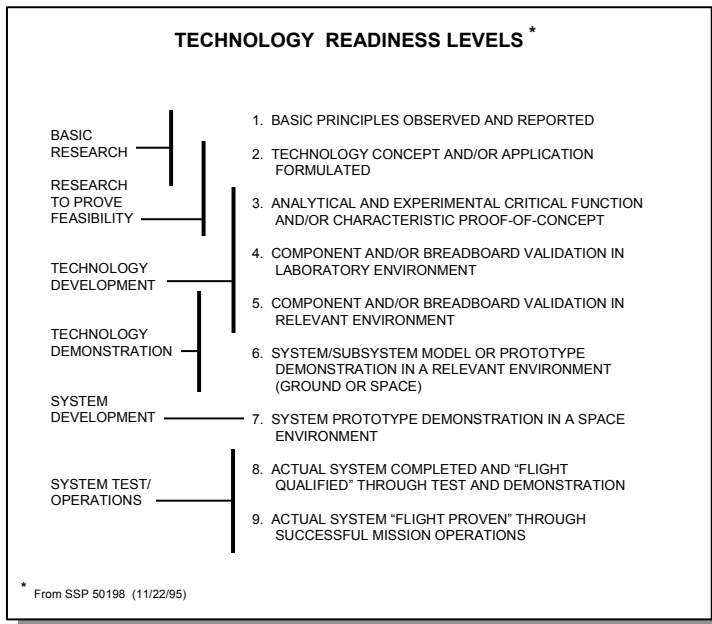 TECHNOLOGY READINESS LEVELS *
BASIC
RESEARCH
RESEARCH
TO PROVE
FEASIBILITY
TECHNOLOGY
DEVELOPMENT
TECHNOLOGY
DEMONSTRATION
SYSTEM
DEVELOPMENT
SYSTEM TEST/
OPERATIONS
1. BASIC PRINCIPLES OBSERVED AND REPORTED
2. TECHNOLOGY CONCEPT AND/OR APPLICATION
FORMULATED
3. ANALYTICAL AND EXPERIMENTAL CRITICAL FUNCTION
AND/OR CHARACTERISTIC PROOF-OF-CONCEPT
4. COMPONENT AND/OR BREADBOARD VALIDATION IN
LABORATORY ENVIRONMENT
5. COMPONENT AND/OR BREADBOARD VALIDATION IN
RELEVANT ENVIRONMENT
6. SYSTEM/SUBSYSTEM MODEL OR PROTOTYPE
DEMONSTRATION IN A RELEVANT ENVIRONMENT
(GROUND OR SPACE)
7. SYSTEM PROTOTYPE DEMONSTRATION IN A SPACE
ENVIRONMENT
8. ACTUAL SYSTEM COMPLETED AND “FLIGHT
QUALIFIED” THROUGH TEST AND DEMONSTRATION
9. ACTUAL SYSTEM “FLIGHT PROVEN” THROUGH
SUCCESSFUL MISSION OPERATIONS
* From SSP 50198 (11/22/95)